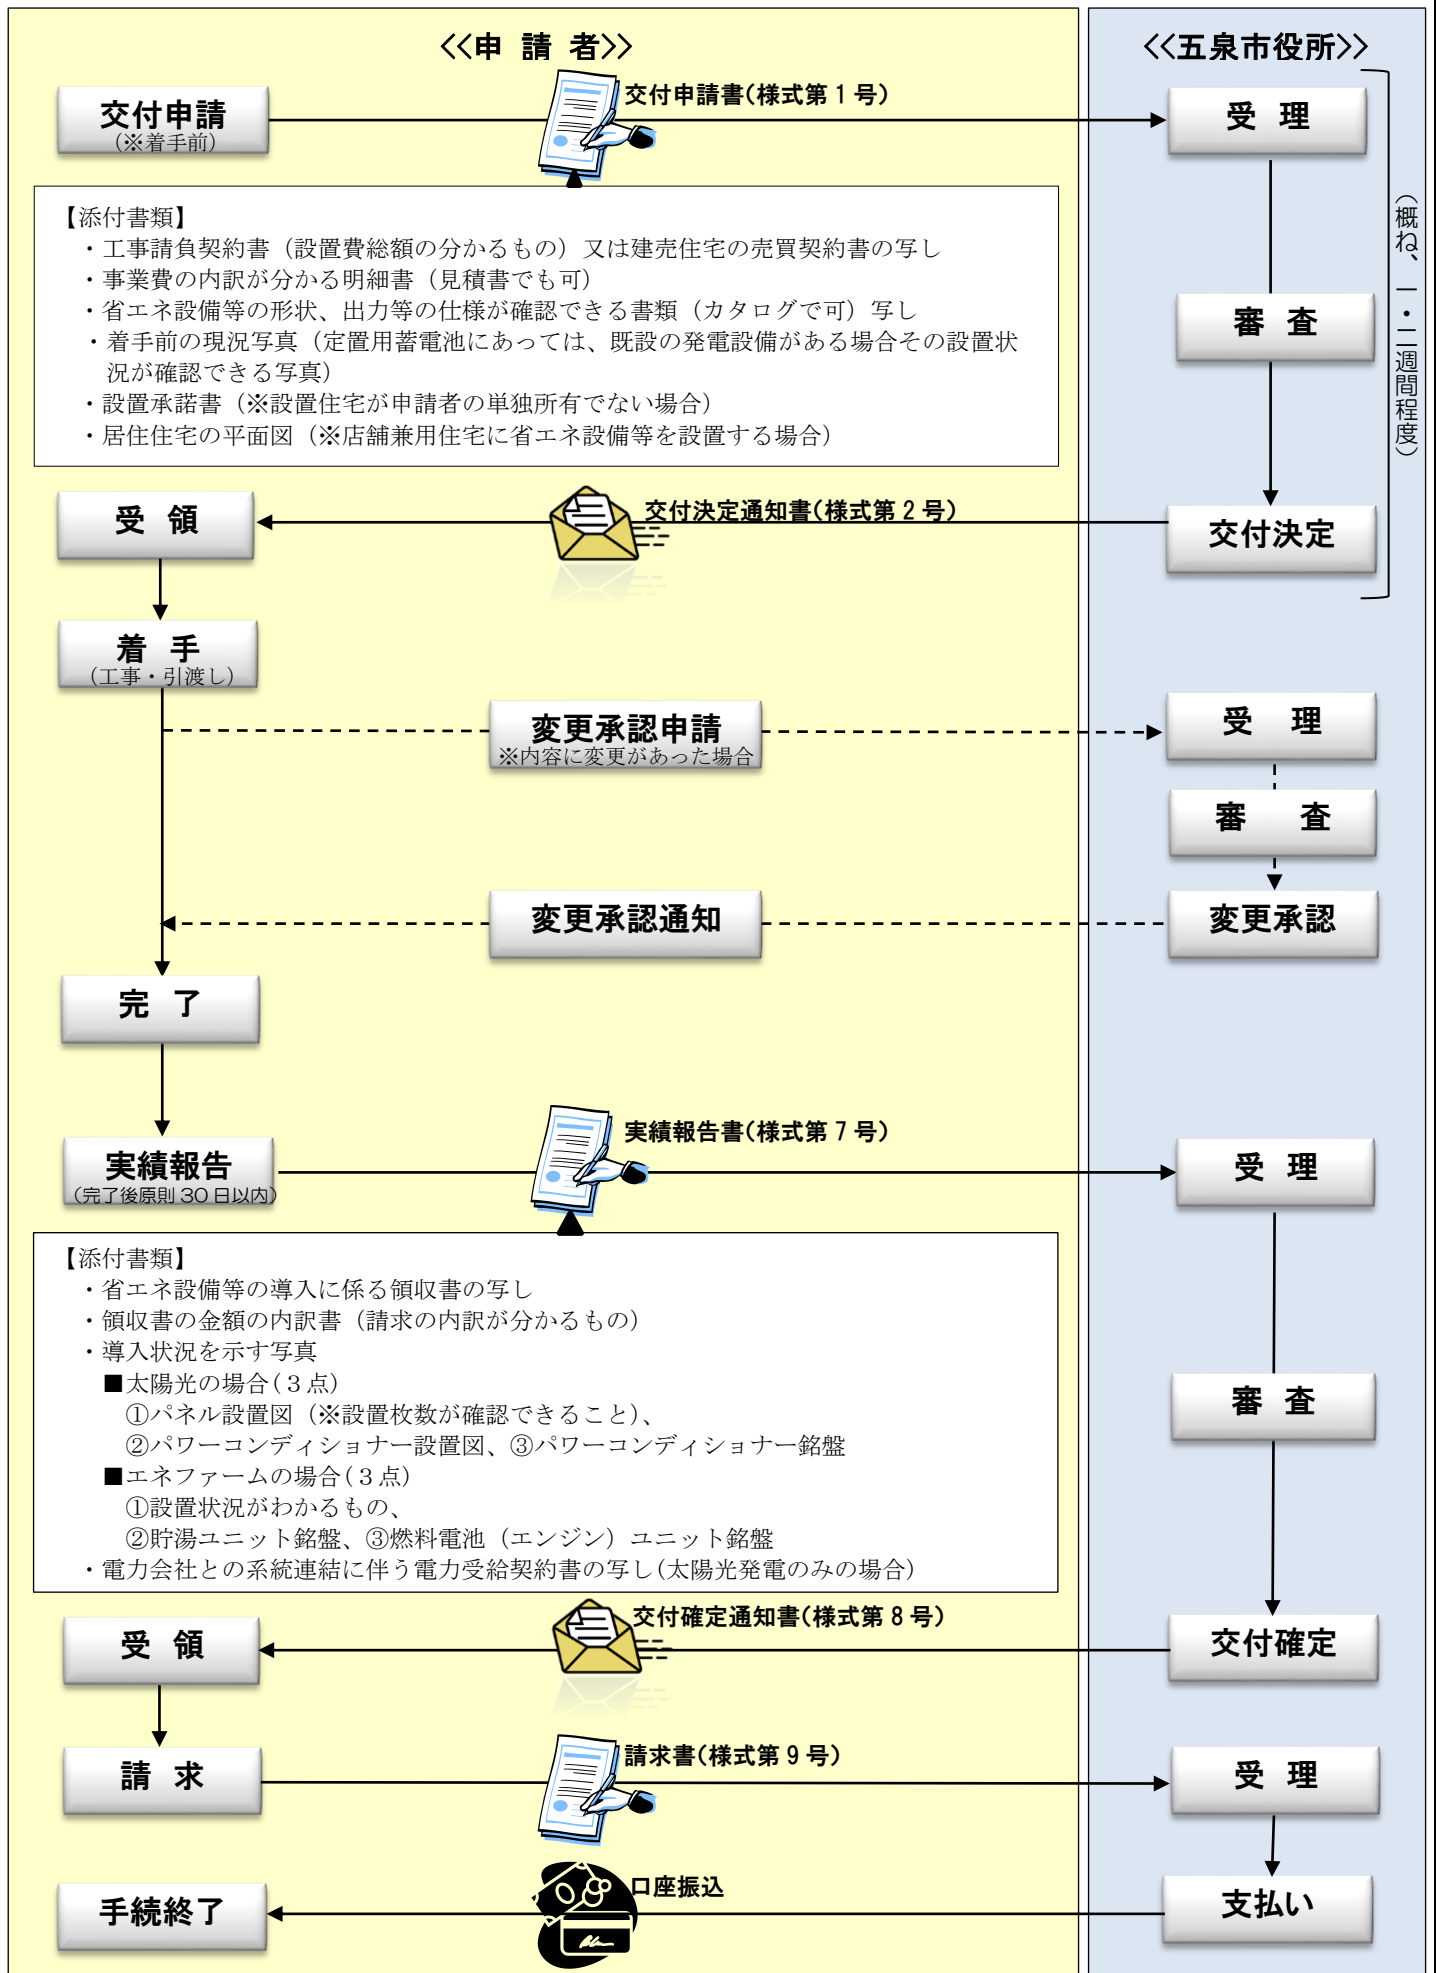 <<申 請 者>>
<<五泉市役所>>
交付申請
(※着手前)
交付申請書(様式第１号)
受 理
（概ね、一・二週間程度）
【添付書類】
・工事請負契約書（設置費総額の分かるもの）又は建売住宅の売買契約書の写し
・事業費の内訳が分かる明細書（見積書でも可）
・省エネ設備等の形状、出力等の仕様が確認できる書類（カタログで可）写し
・着手前の現況写真（定置用蓄電池にあっては、既設の発電設備がある場合その設置状
況が確認できる写真）
・設置承諾書（※設置住宅が申請者の単独所有でない場合）
・居住住宅の平面図（※店舗兼用住宅に省エネ設備等を設置する場合）
審 査
受 領
交付決定通知書(様式第２号)
交付決定
着 手
（工事・引渡し）
変更承認申請
※内容に変更があった場合
受 理
審 査
変更承認通知
変更承認
完 了
実績報告
（完了後原則30日以内）
実績報告書(様式第７号)
受 理
【添付書類】
・省エネ設備等の導入に係る領収書の写し
・領収書の金額の内訳書（請求の内訳が分かるもの）
・導入状況を示す写真
■太陽光の場合(３点)
①パネル設置図（※設置枚数が確認できること)、
②パワーコンディショナー設置図、③パワーコンディショナー銘盤
■エネファームの場合(３点)
①設置状況がわかるもの、
②貯湯ユニット銘盤、③燃料電池（エンジン）ユニット銘盤
・電力会社との系統連結に伴う電力受給契約書の写し(太陽光発電のみの場合)
審 査
受 領
交付確定通知書(様式第８号)
交付確定
請 求
請求書(様式第９号)
受 理
手続終了
口座振込
支払い